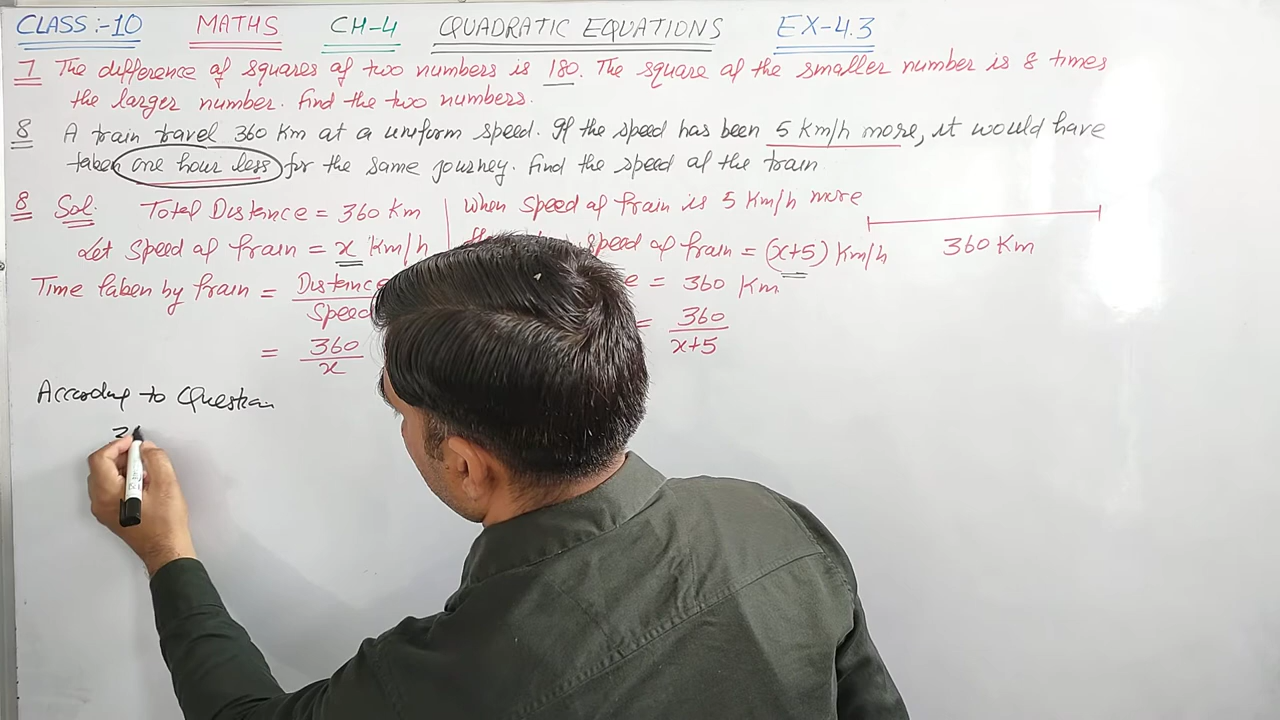 CLASS:-10 MATHS CH-4 QUADRATIC EQUATIONS EX-4.3
7 The difference of squares of two numbers is 180. The square of the smaller number is 8 times
the larger number. Find the two numbers.
8 A train travel 360 Km at a uniform speed. If the speed has been 5 Km/h more, it would have
taken one hour less for the same journey. Find the speed of the train.
8 Sol: Total Distance = 360 Km
Let speed of train = x Km/h
Time taken by train = Distance/Speed
= 360/x
When speed of train is 5 Km/h more
speed of train = (x+5) Km/h
= 360 Km
= 360/x+5
360 Km
According to Question
3